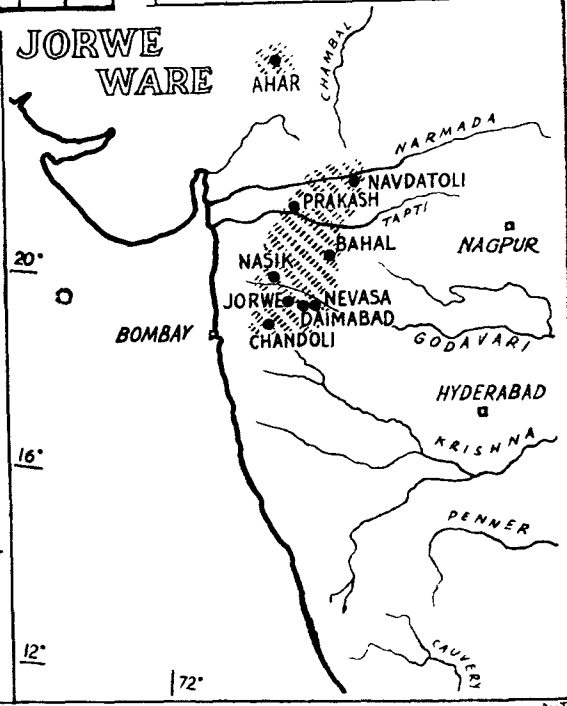 JORWE
WARE
CHAMBAL
AHAR
NARMADA
NAVDATOLI
PRAKASH
TAPTI
BAHAL
NAGPUR
20°
NASIK
JORWE
NEVASA
DAIMABAD
BOMBAY
CHANDOLI
GODAVARI
HYDERABAD
KRISHNA
16°
PENNER
12°
72°
CAUVERY